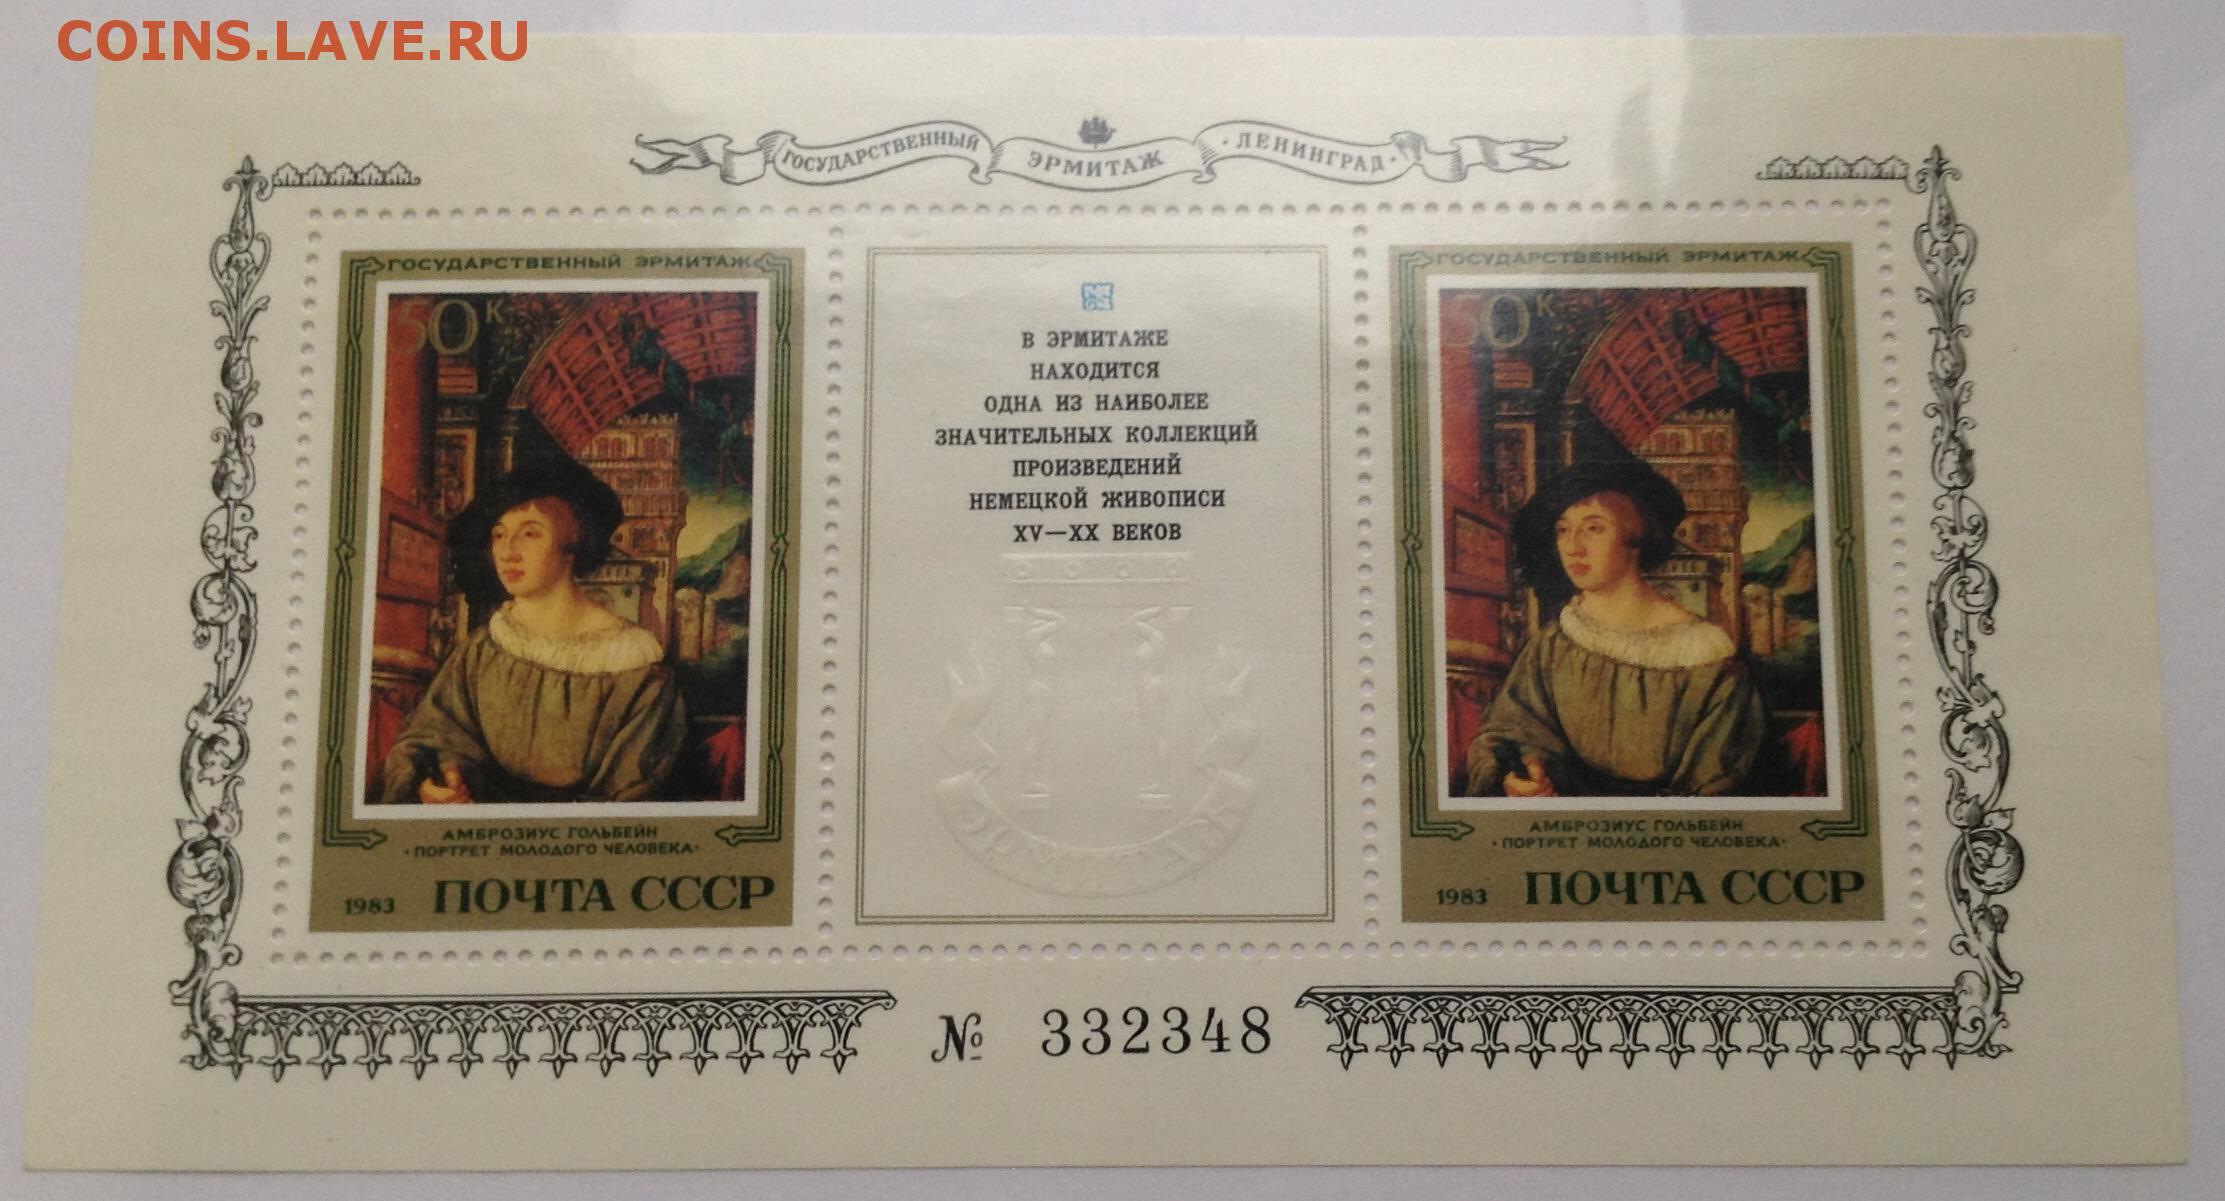 COINS.LAVE.RU
ГОСУДАРСТВЕННЫЙ ЭРМИТАЖ · ЛЕНИНГРАД ·
ГОСУДАРСТВЕННЫЙ ЭРМИТАЖ
50 К
АМБРОЗИУС ГОЛЬБЕЙН
· ПОРТРЕТ МОЛОДОГО ЧЕЛОВЕКА ·
1983 ПОЧТА СССР
В ЭРМИТАЖЕ
НАХОДИТСЯ
ОДНА ИЗ НАИБОЛЕЕ
ЗНАЧИТЕЛЬНЫХ КОЛЛЕКЦИЙ
ПРОИЗВЕДЕНИЙ
НЕМЕЦКОЙ ЖИВОПИСИ
XV—XX ВЕКОВ
ЭРМИТАЖ
ГОСУДАРСТВЕННЫЙ ЭРМИТАЖ
50 К
АМБРОЗИУС ГОЛЬБЕЙН
· ПОРТРЕТ МОЛОДОГО ЧЕЛОВЕКА ·
1983 ПОЧТА СССР
№ 332348